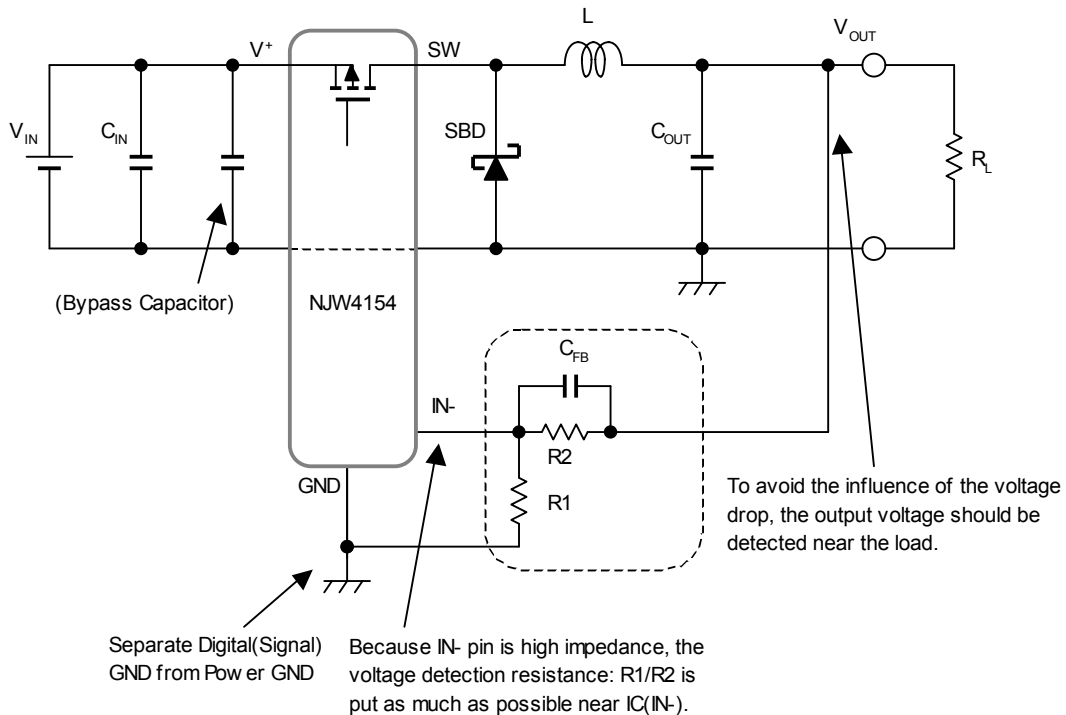 L
V+
SW
VOUT
VIN
CIN
SBD
COUT
RL
(Bypass Capacitor)
NJW4154
CFB
IN-
R2
GND
R1
To avoid the influence of the voltage
drop, the output voltage should be
detected near the load.
Separate Digital(Signal)
GND from Power GND
Because IN- pin is high impedance, the
voltage detection resistance: R1/R2 is
put as much as possible near IC(IN-).